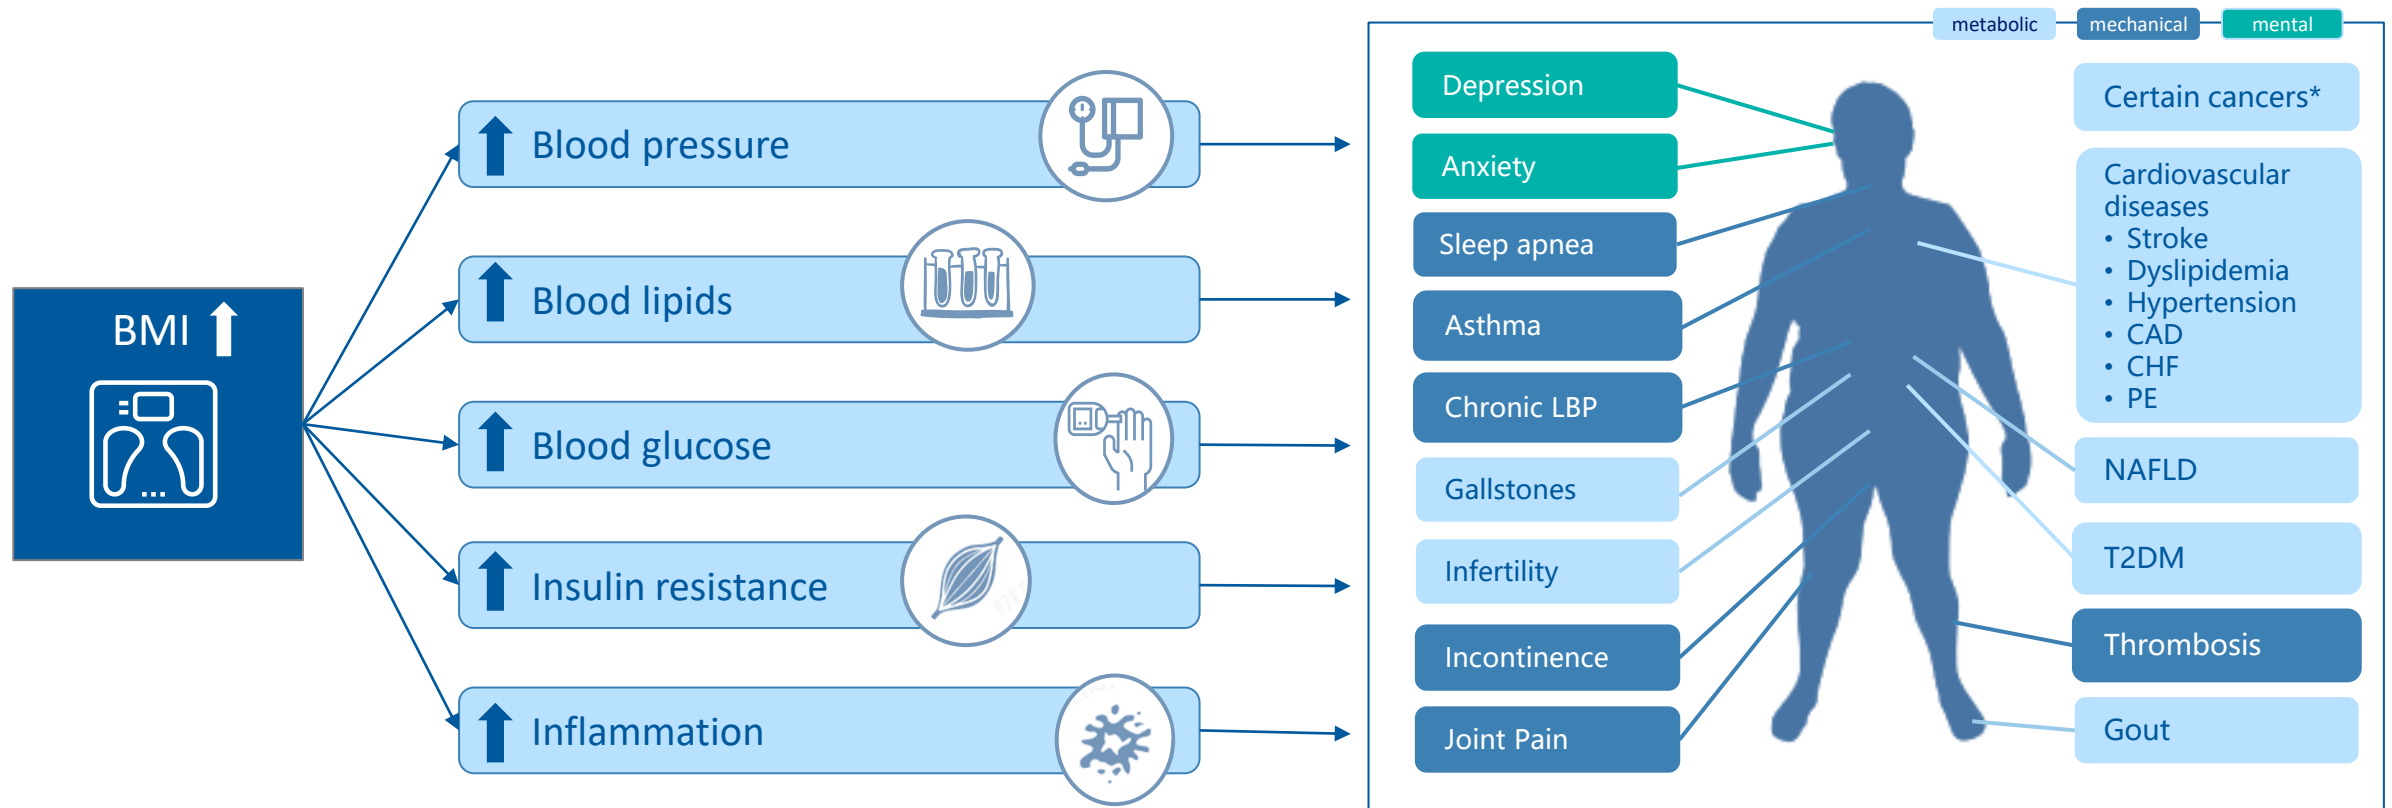 BMI
Blood pressure
Blood lipids
Blood glucose
Insulin resistance
Inflammation
metabolic
mechanical
mental
Depression
Anxiety
Sleep apnea
Asthma
Chronic LBP
Gallstones
Infertility
Incontinence
Joint Pain
Certain cancers*
Cardiovascular
diseases
• Stroke
• Dyslipidemia
• Hypertension
• CAD
• CHF
• PE
NAFLD
T2DM
Thrombosis
Gout